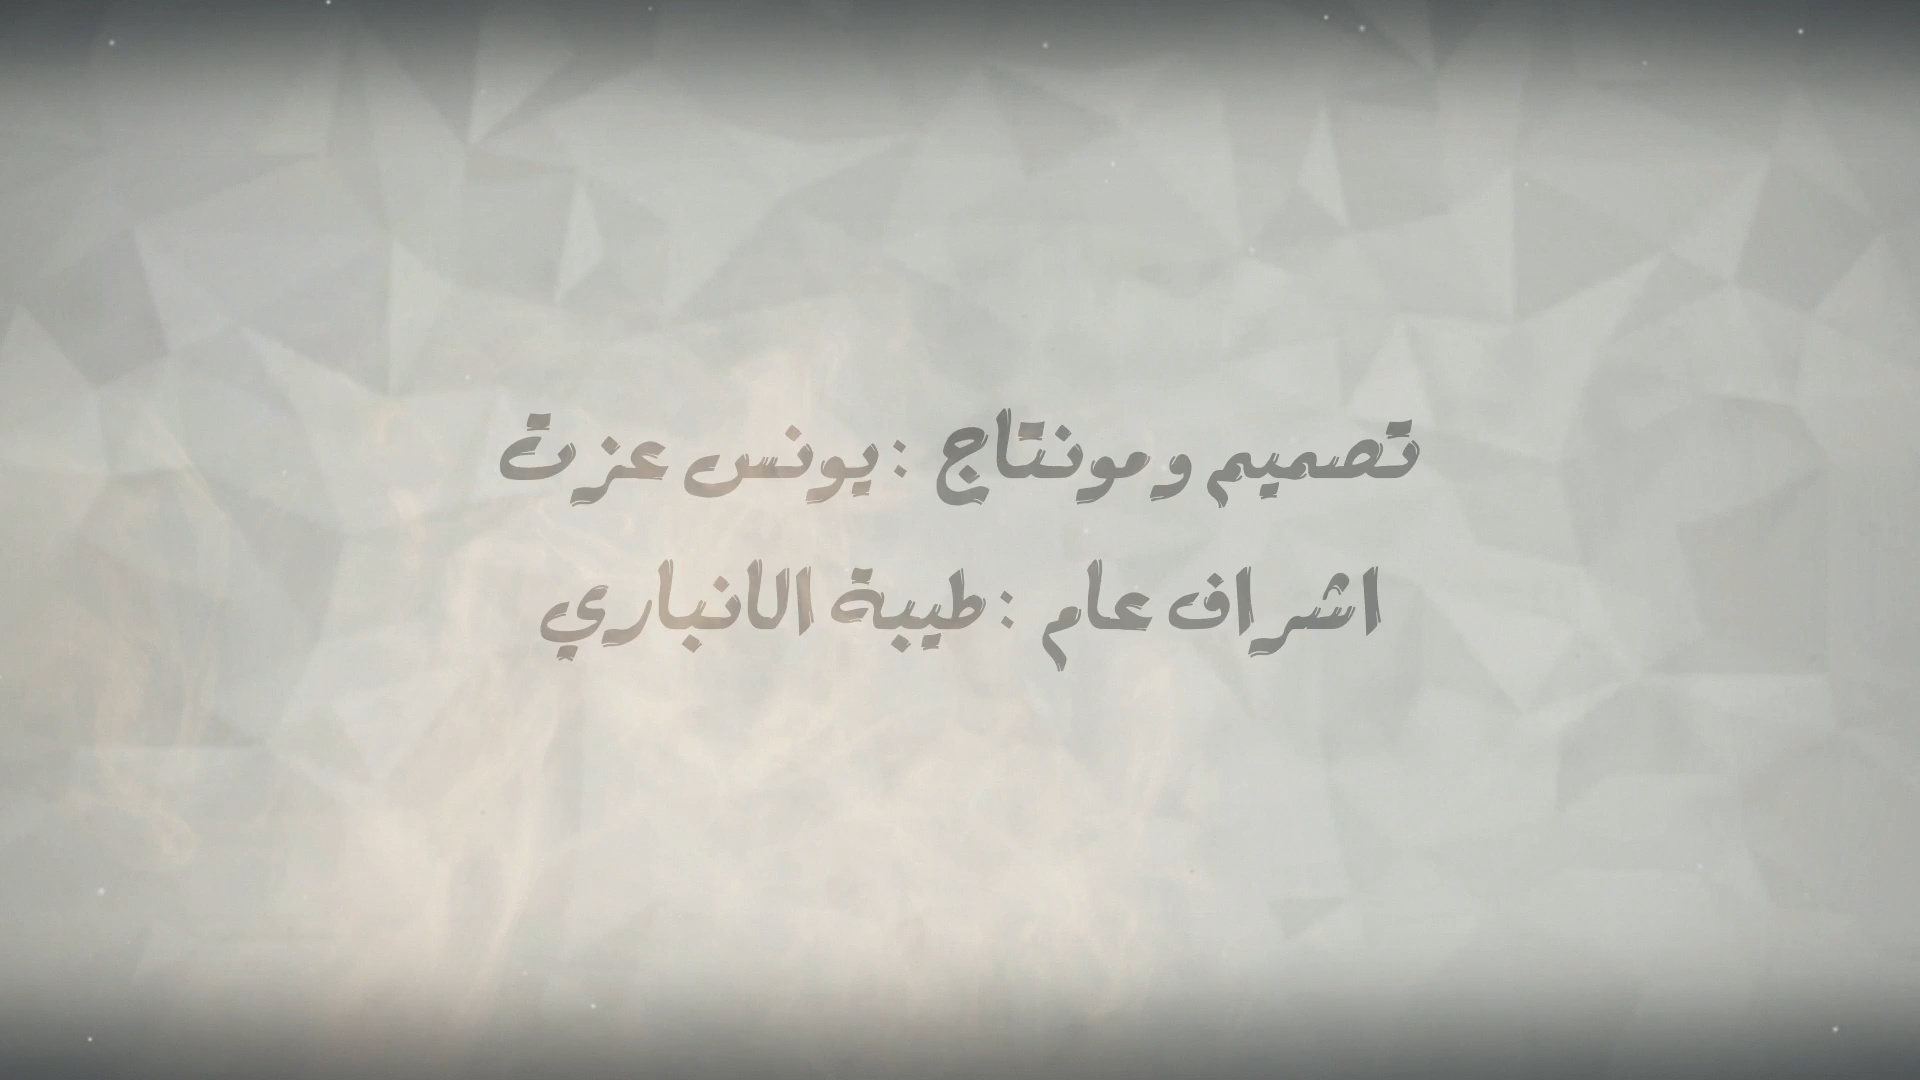 تصميم ومونتاج : يونس عزت
اشراف عام : طيبة الانباري